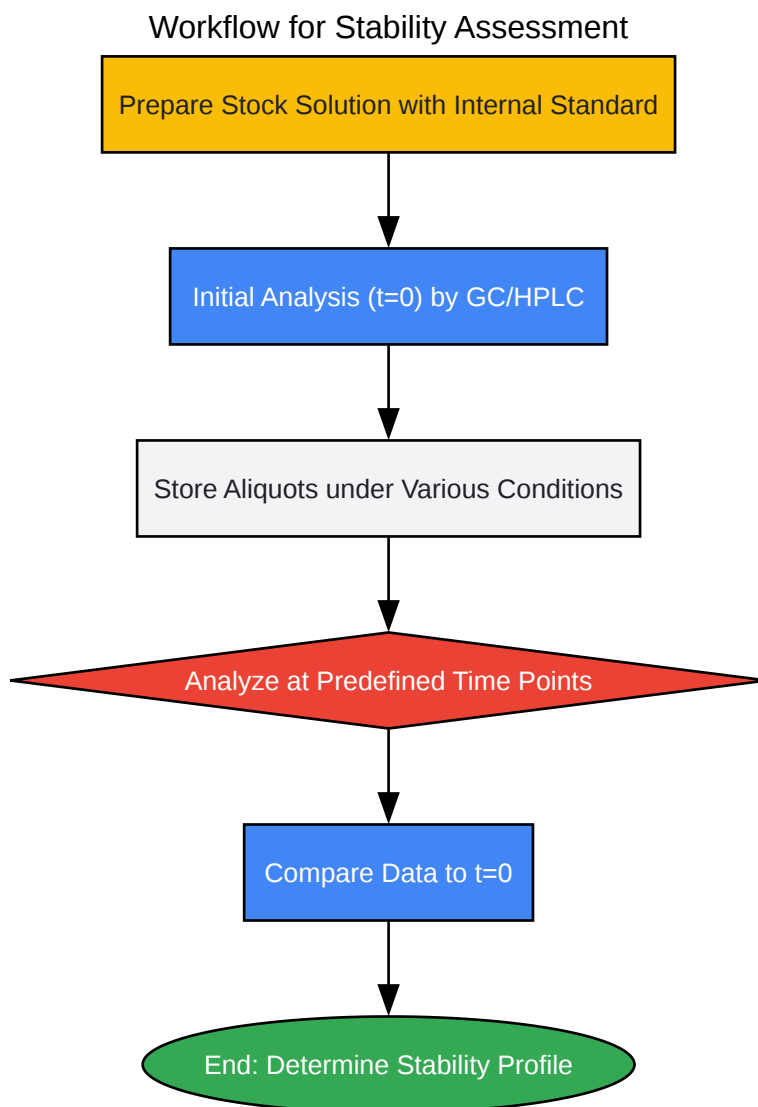 Workflow for Stability Assessment
Prepare Stock Solution with Internal Standard
Initial Analysis (t=0) by GC/HPLC
Store Aliquots under Various Conditions
Analyze at Predefined Time Points
Compare Data to t=0
End: Determine Stability Profile